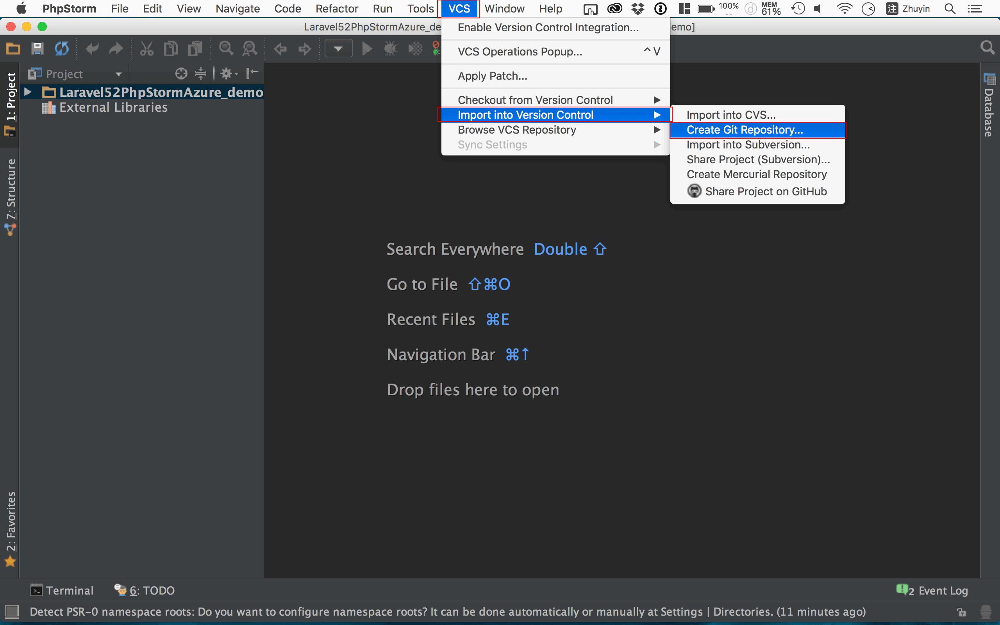 PhpStorm File Edit View Navigate Code Refactor Run Tools VCS Window Help 100% -- MEM 61% 注 Zhuyin
Laravel52PhpStormAzure_de emo]
Enable Version Control Integration...
VCS Operations Popup... ^V
Apply Patch...
Checkout from Version Control
Import into Version Control
Browse VCS Repository
Sync Settings
Import into CVS...
Create Git Repository...
Import into Subversion...
Share Project (Subversion)...
Create Mercurial Repository
Share Project on GitHub
Project
Laravel52PhpStormAzure_demo
External Libraries
1: Project
7: Structure
2: Favorites
Database
Search Everywhere Double ⇧
Go to File ⇧⌘O
Recent Files ⌘E
Navigation Bar ⌘↑
Drop files here to open
Terminal 6: TODO 2 Event Log
Detect PSR-0 namespace roots: Do you want to configure namespace roots? It can be done automatically or manually at Settings | Directories. (11 minutes ago)